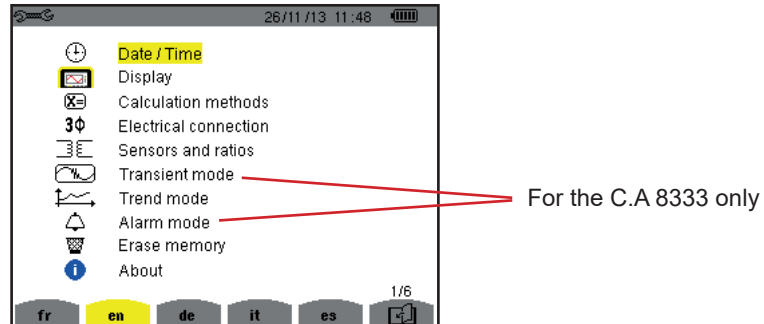 26/11/13 11:48
Date / Time
Display
X= Calculation methods
3Φ Electrical connection
Sensors and ratios
Transient mode
Trend mode
For the C.A 8333 only
Alarm mode
Erase memory
i About
1/6
fr en de it es